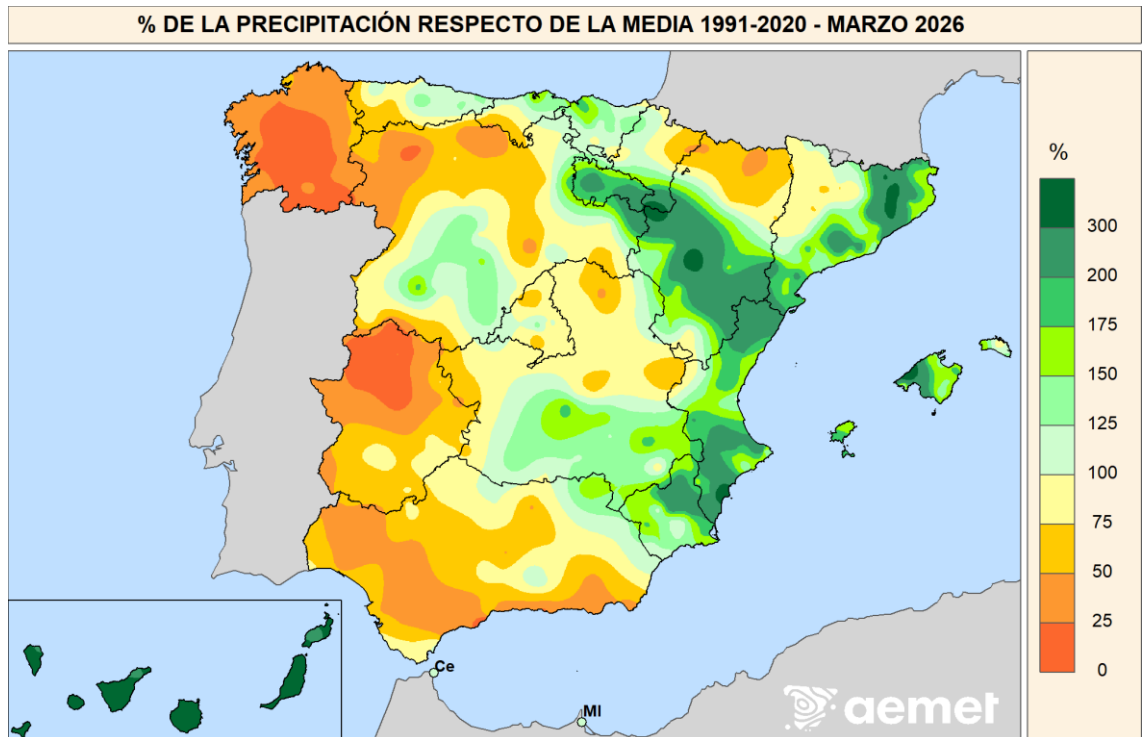 % DE LA PRECIPITACIÓN RESPECTO DE LA MEDIA 1991-2020 - MARZO 2026
%
300
200
175
150
125
100
75
50
25
0
Ce
Ml
aemet